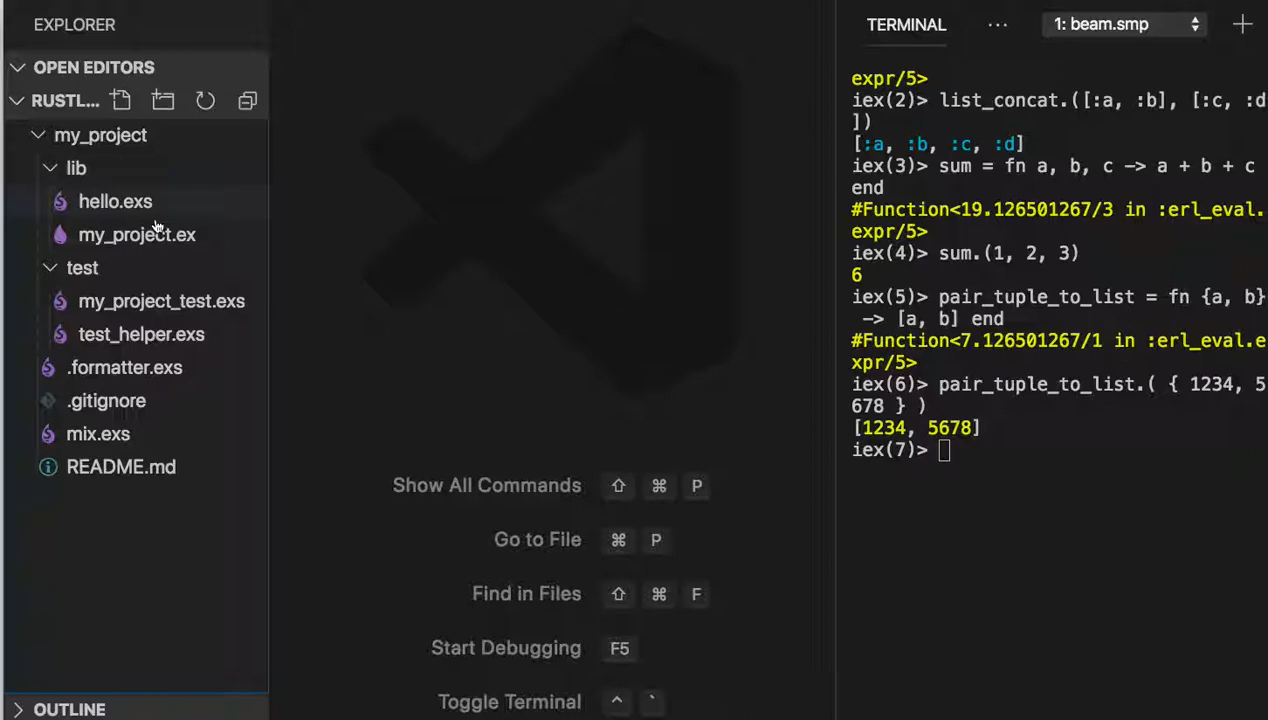 EXPLORER
OPEN EDITORS
RUSTL...
my_project
lib
hello.exs
my_project.ex
test
my_project_test.exs
test_helper.exs
.formatter.exs
.gitignore
mix.exs
README.md
OUTLINE
Show All Commands ⇧ ⌘ P
Go to File ⌘ P
Find in Files ⇧ ⌘ F
Start Debugging F5
Toggle Terminal ^ `
TERMINAL ... 1: beam.smp
expr/5>
iex(2)> list_concat.([:a, :b], [:c, :d
])
[:a, :b, :c, :d]
iex(3)> sum = fn a, b, c -> a + b + c
end
#Function<19.126501267/3 in :erl_eval.
expr/5>
iex(4)> sum.(1, 2, 3)
6
iex(5)> pair_tuple_to_list = fn {a, b}
-> [a, b] end
#Function<7.126501267/1 in :erl_eval.e
xpr/5>
iex(6)> pair_tuple_to_list.( { 1234, 5
678 } )
[1234, 5678]
iex(7)>